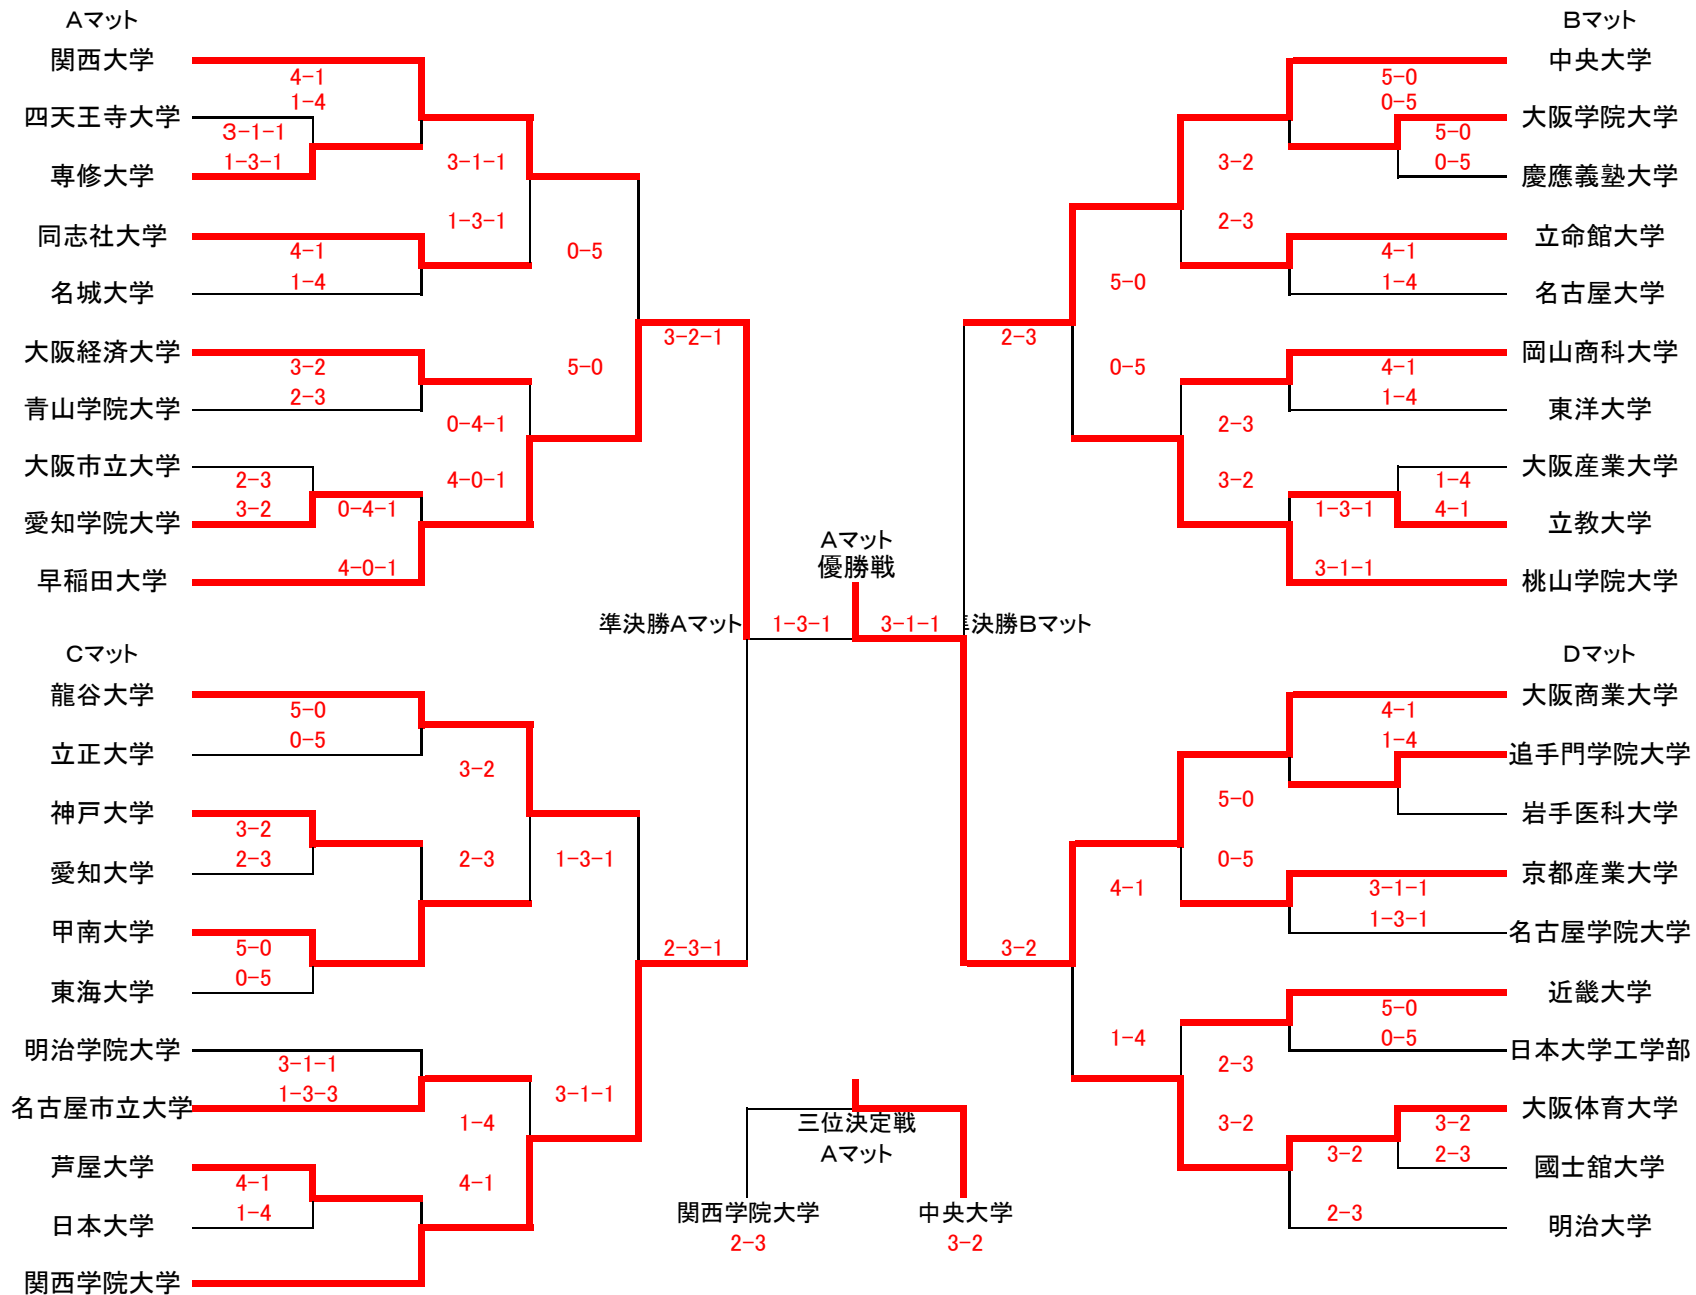 Aマット
関西大学
4-1
1-4
四天王寺大学
3-1-1
1-3-1
専修大学
3-1-1
1-3-1
同志社大学
4-1
1-4
名城大学
0-5
大阪経済大学
3-2
2-3
青山学院大学
5-0
3-2-1
0-4-1
大阪市立大学
2-3
3-2
4-0-1
愛知学院大学
0-4-1
早稲田大学
4-0-1
準決勝Aマット
Cマット
龍谷大学
5-0
0-5
立正大学
3-2
神戸大学
3-2
2-3
愛知大学
2-3
1-3-1
甲南大学
5-0
0-5
東海大学
2-3-1
明治学院大学
3-1-1
1-3-3
名古屋市立大学
1-4
3-1-1
芦屋大学
4-1
1-4
日本大学
4-1
関西学院大学
Aマット
優勝戦
1-3-1
3-1-1
三位決定戦
Aマット
関西学院大学
2-3
中央大学
3-2
Bマット
中央大学
5-0
0-5
大阪学院大学
5-0
0-5
慶應義塾大学
3-2
2-3
立命館大学
4-1
1-4
名古屋大学
5-0
2-3
岡山商科大学
4-1
1-4
東洋大学
0-5
2-3
大阪産業大学
1-4
4-1
3-2
立教大学
1-3-1
桃山学院大学
3-1-1
決勝Bマット
Dマット
大阪商業大学
4-1
1-4
追手門学院大学
岩手医科大学
5-0
0-5
京都産業大学
3-1-1
1-3-1
名古屋学院大学
4-1
3-2
近畿大学
5-0
0-5
日本大学工学部
1-4
2-3
大阪体育大学
3-2
2-3
3-2
國士舘大学
3-2
明治大学
2-3